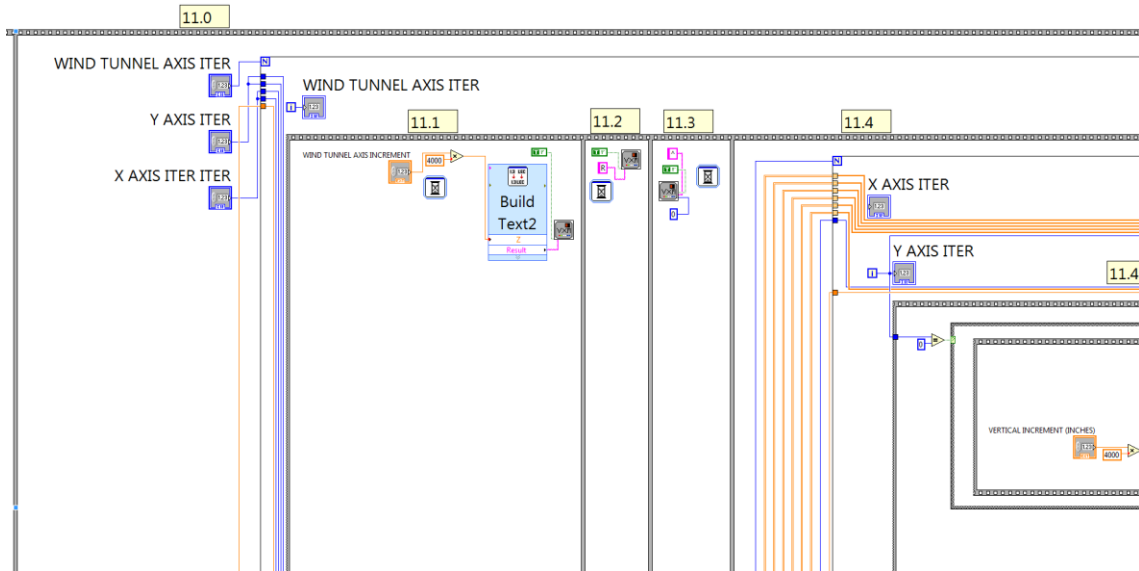 11.0
WIND TUNNEL AXIS ITER
Y AXIS ITER
X AXIS ITER ITER
N
i
WIND TUNNEL AXIS ITER
11.1
11.2
11.3
11.4
WIND TUNNEL AXIS INCREMENT
4000
Build
Text2
Z
Result
R
A
0
N
X AXIS ITER
Y AXIS ITER
i
11.4
0
VERTICAL INCREMENT (INCHES)
4000